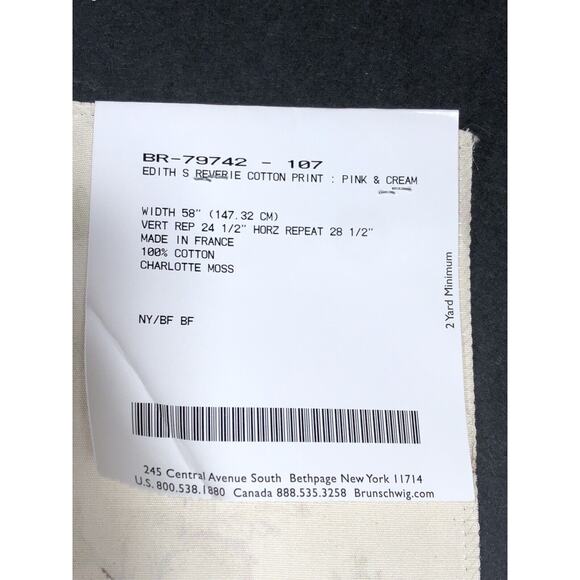 BR-79742 - 107
EDITH S REVERIE COTTON PRINT : PINK & CREAM
WIDTH 58" (147.32 CM)
VERT REP 24 1/2" HORZ REPEAT 28 1/2"
MADE IN FRANCE
100% COTTON
CHARLOTTE MOSS
NY/BF BF
2 Yard Minimum
245 Central Avenue South Bethpage New York 11714
U.S. 800.538.1880 Canada 888.535.3258 Brunschwig.com